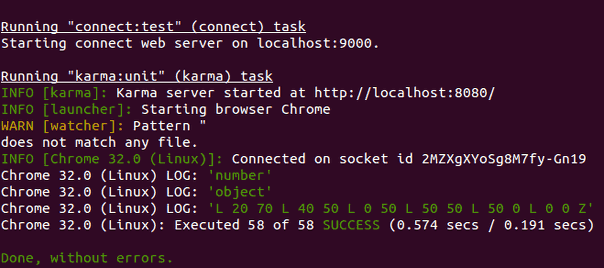 Running "connect:test" (connect) task
Starting connect web server on localhost:9000.
Running "karma:unit" (karma) task
INFO [karma]: Karma server started at http://localhost:8080/
INFO [launcher]: Starting browser Chrome
WARN [watcher]: Pattern "
does not match any file.
INFO [Chrome 32.0 (Linux)]: Connected on socket id 2MZXgXYoSg8M7fy-Gn19
Chrome 32.0 (Linux) LOG: 'number'
Chrome 32.0 (Linux) LOG: 'object'
Chrome 32.0 (Linux) LOG: 'L 20 70 L 40 50 L 0 50 L 50 50 L 50 0 L 0 0 Z'
Chrome 32.0 (Linux): Executed 58 of 58 SUCCESS (0.574 secs / 0.191 secs)
Done, without errors.